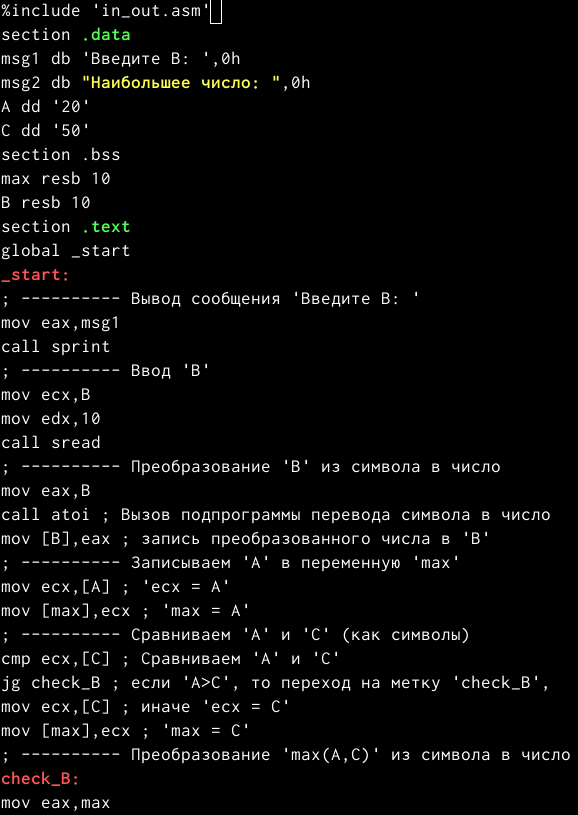 %include 'in_out.asm'
section .data
msg1 db 'Введите B: ',0h
msg2 db "Наибольшее число: ",0h
A dd '20'
C dd '50'
section .bss
max resb 10
B resb 10
section .text
global _start
_start:
; ---------- Вывод сообщения 'Введите B: '
mov eax,msg1
call sprint
; ---------- Ввод 'B'
mov ecx,B
mov edx,10
call sread
; ---------- Преобразование 'B' из символа в число
mov eax,B
call atoi ; Вызов подпрограммы перевода символа в число
mov [B],eax ; запись преобразованного числа в 'B'
; ---------- Записываем 'A' в переменную 'max'
mov ecx,[A] ; 'ecx = A'
mov [max],ecx ; 'max = A'
; ---------- Сравниваем 'A' и 'С' (как символы)
cmp ecx,[C] ; Сравниваем 'A' и 'С'
jg check_B ; если 'A>C', то переход на метку 'check_B',
mov ecx,[C] ; иначе 'ecx = C'
mov [max],ecx ; 'max = C'
; ---------- Преобразование 'max(A,C)' из символа в число
check_B:
mov eax,max